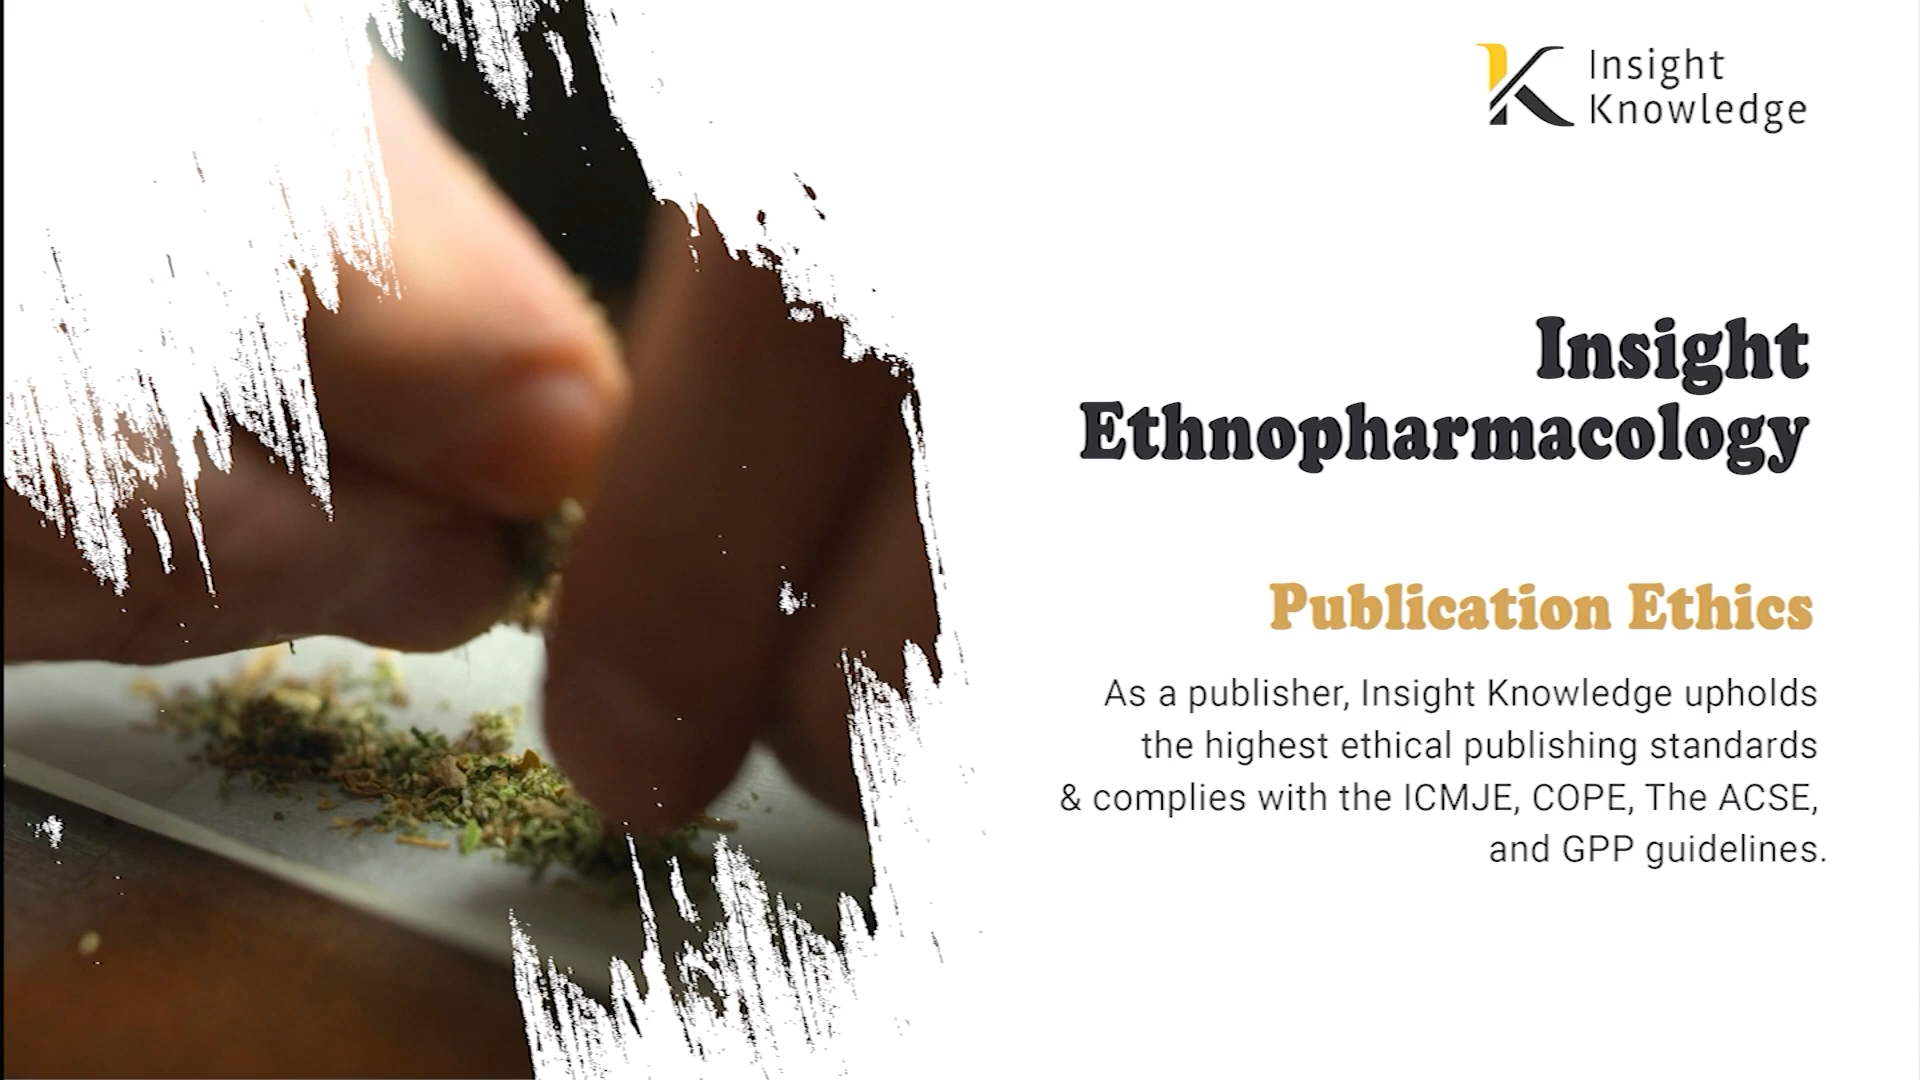 Insight
Knowledge
Insight
Ethnopharmacology
Publication Ethics
As a publisher, Insight Knowledge upholds
the highest ethical publishing standards
& complies with the ICMJE, COPE, The ACSE,
and GPP guidelines.